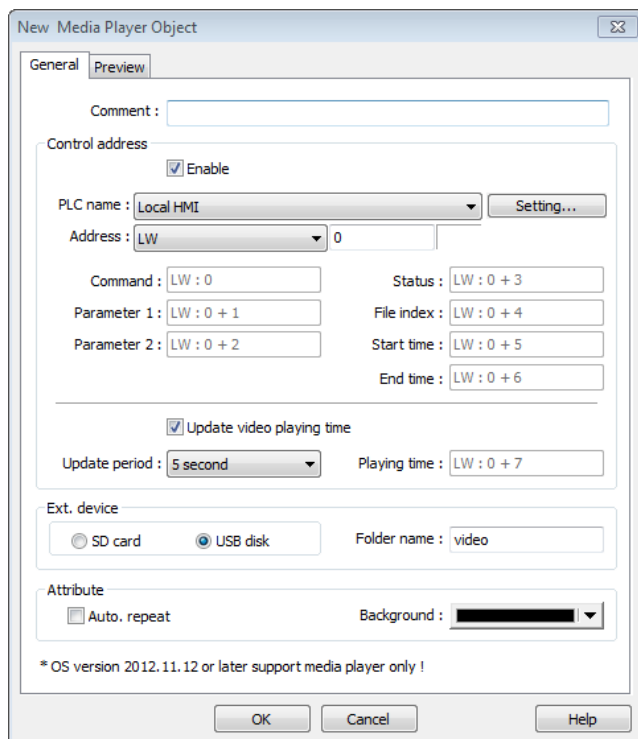 New Media Player Object
General Preview
Comment :
Control address
Enable
PLC name : Local HMI Setting...
Address : LW 0
Command : LW : 0 Status : LW : 0 + 3
Parameter 1 : LW : 0 + 1 File index : LW : 0 + 4
Parameter 2 : LW : 0 + 2 Start time : LW : 0 + 5
End time : LW : 0 + 6
Update video playing time
Update period : 5 second Playing time : LW : 0 + 7
Ext. device
SD card USB disk Folder name : video
Attribute
Auto. repeat Background :
* OS version 2012.11.12 or later support media player only !
OK Cancel Help